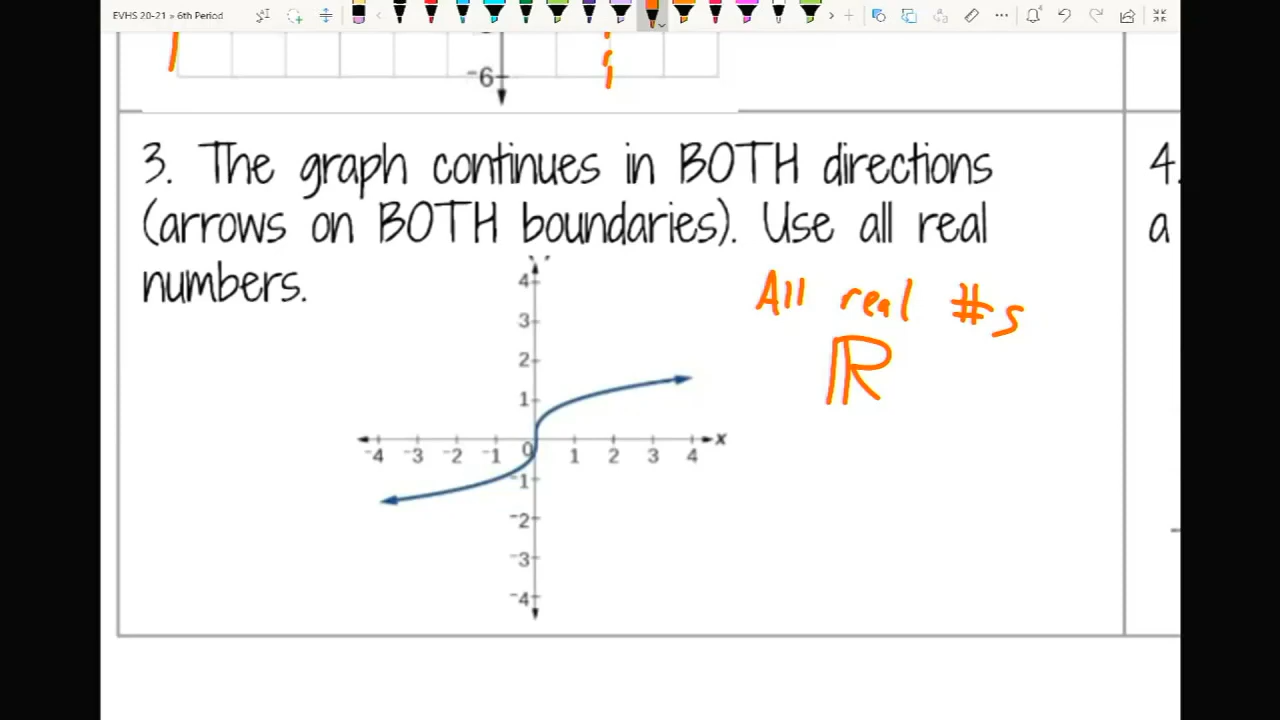 EVHS 20-21 » 6th Period
-6
3. The graph continues in BOTH directions
(arrows on BOTH boundaries). Use all real
numbers.
All real #s
ℝ
4
3
2
1
-4 -3 -2 -1 0 1 2 3 4 x
-1
-2
-3
-4
4.
a